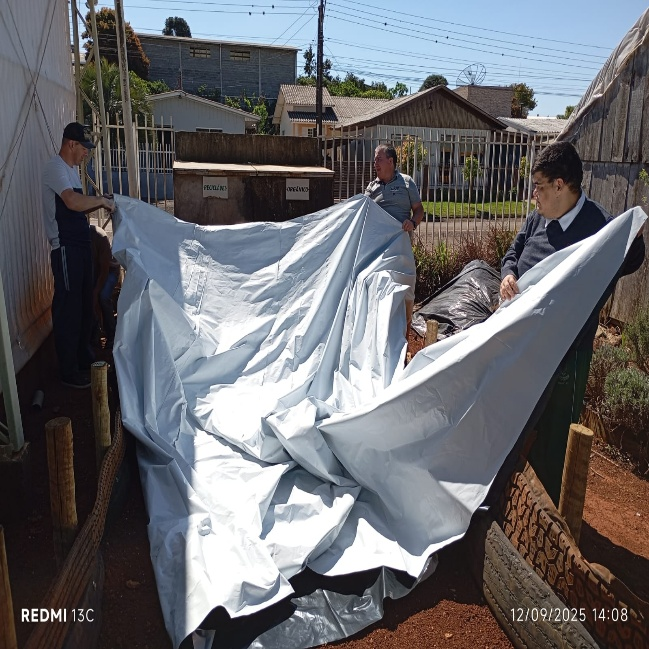 RECICLÁVEL
ORGÂNICO
REDMI 13C
12/09/2025 14:08